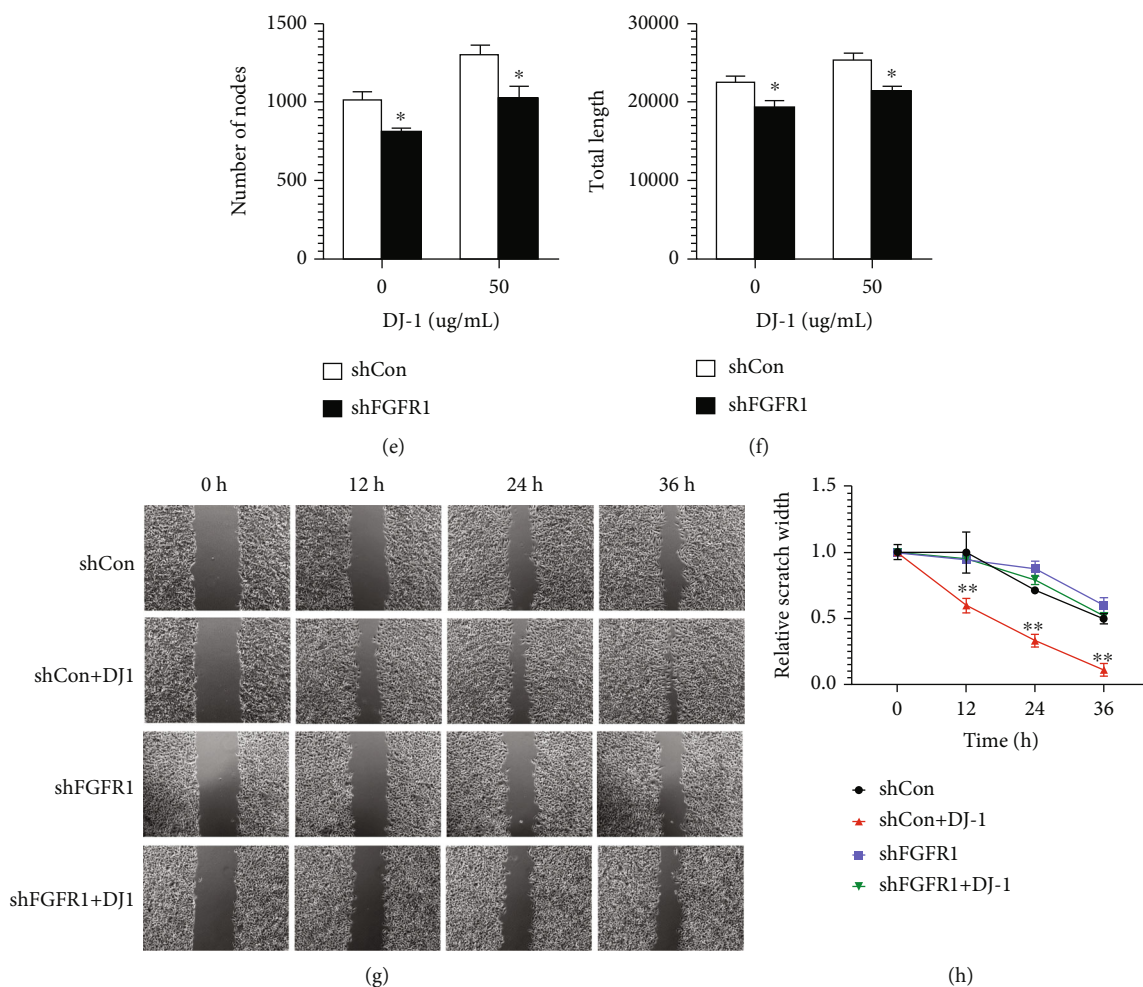 1500
1000
500
0
Number of nodes
*
*
0
50
DJ-1 (ug/mL)
shCon
shFGFR1
(e)
30000
20000
10000
0
Total length
*
*
0
50
DJ-1 (ug/mL)
shCon
shFGFR1
(f)
0 h
12 h
24 h
36 h
shCon
shCon+DJ1
shFGFR1
shFGFR1+DJ1
(g)
1.5
1.0
0.5
0.0
Relative scratch width
**
**
**
0
12
24
36
Time (h)
shCon
shCon+DJ-1
shFGFR1
shFGFR1+DJ-1
(h)